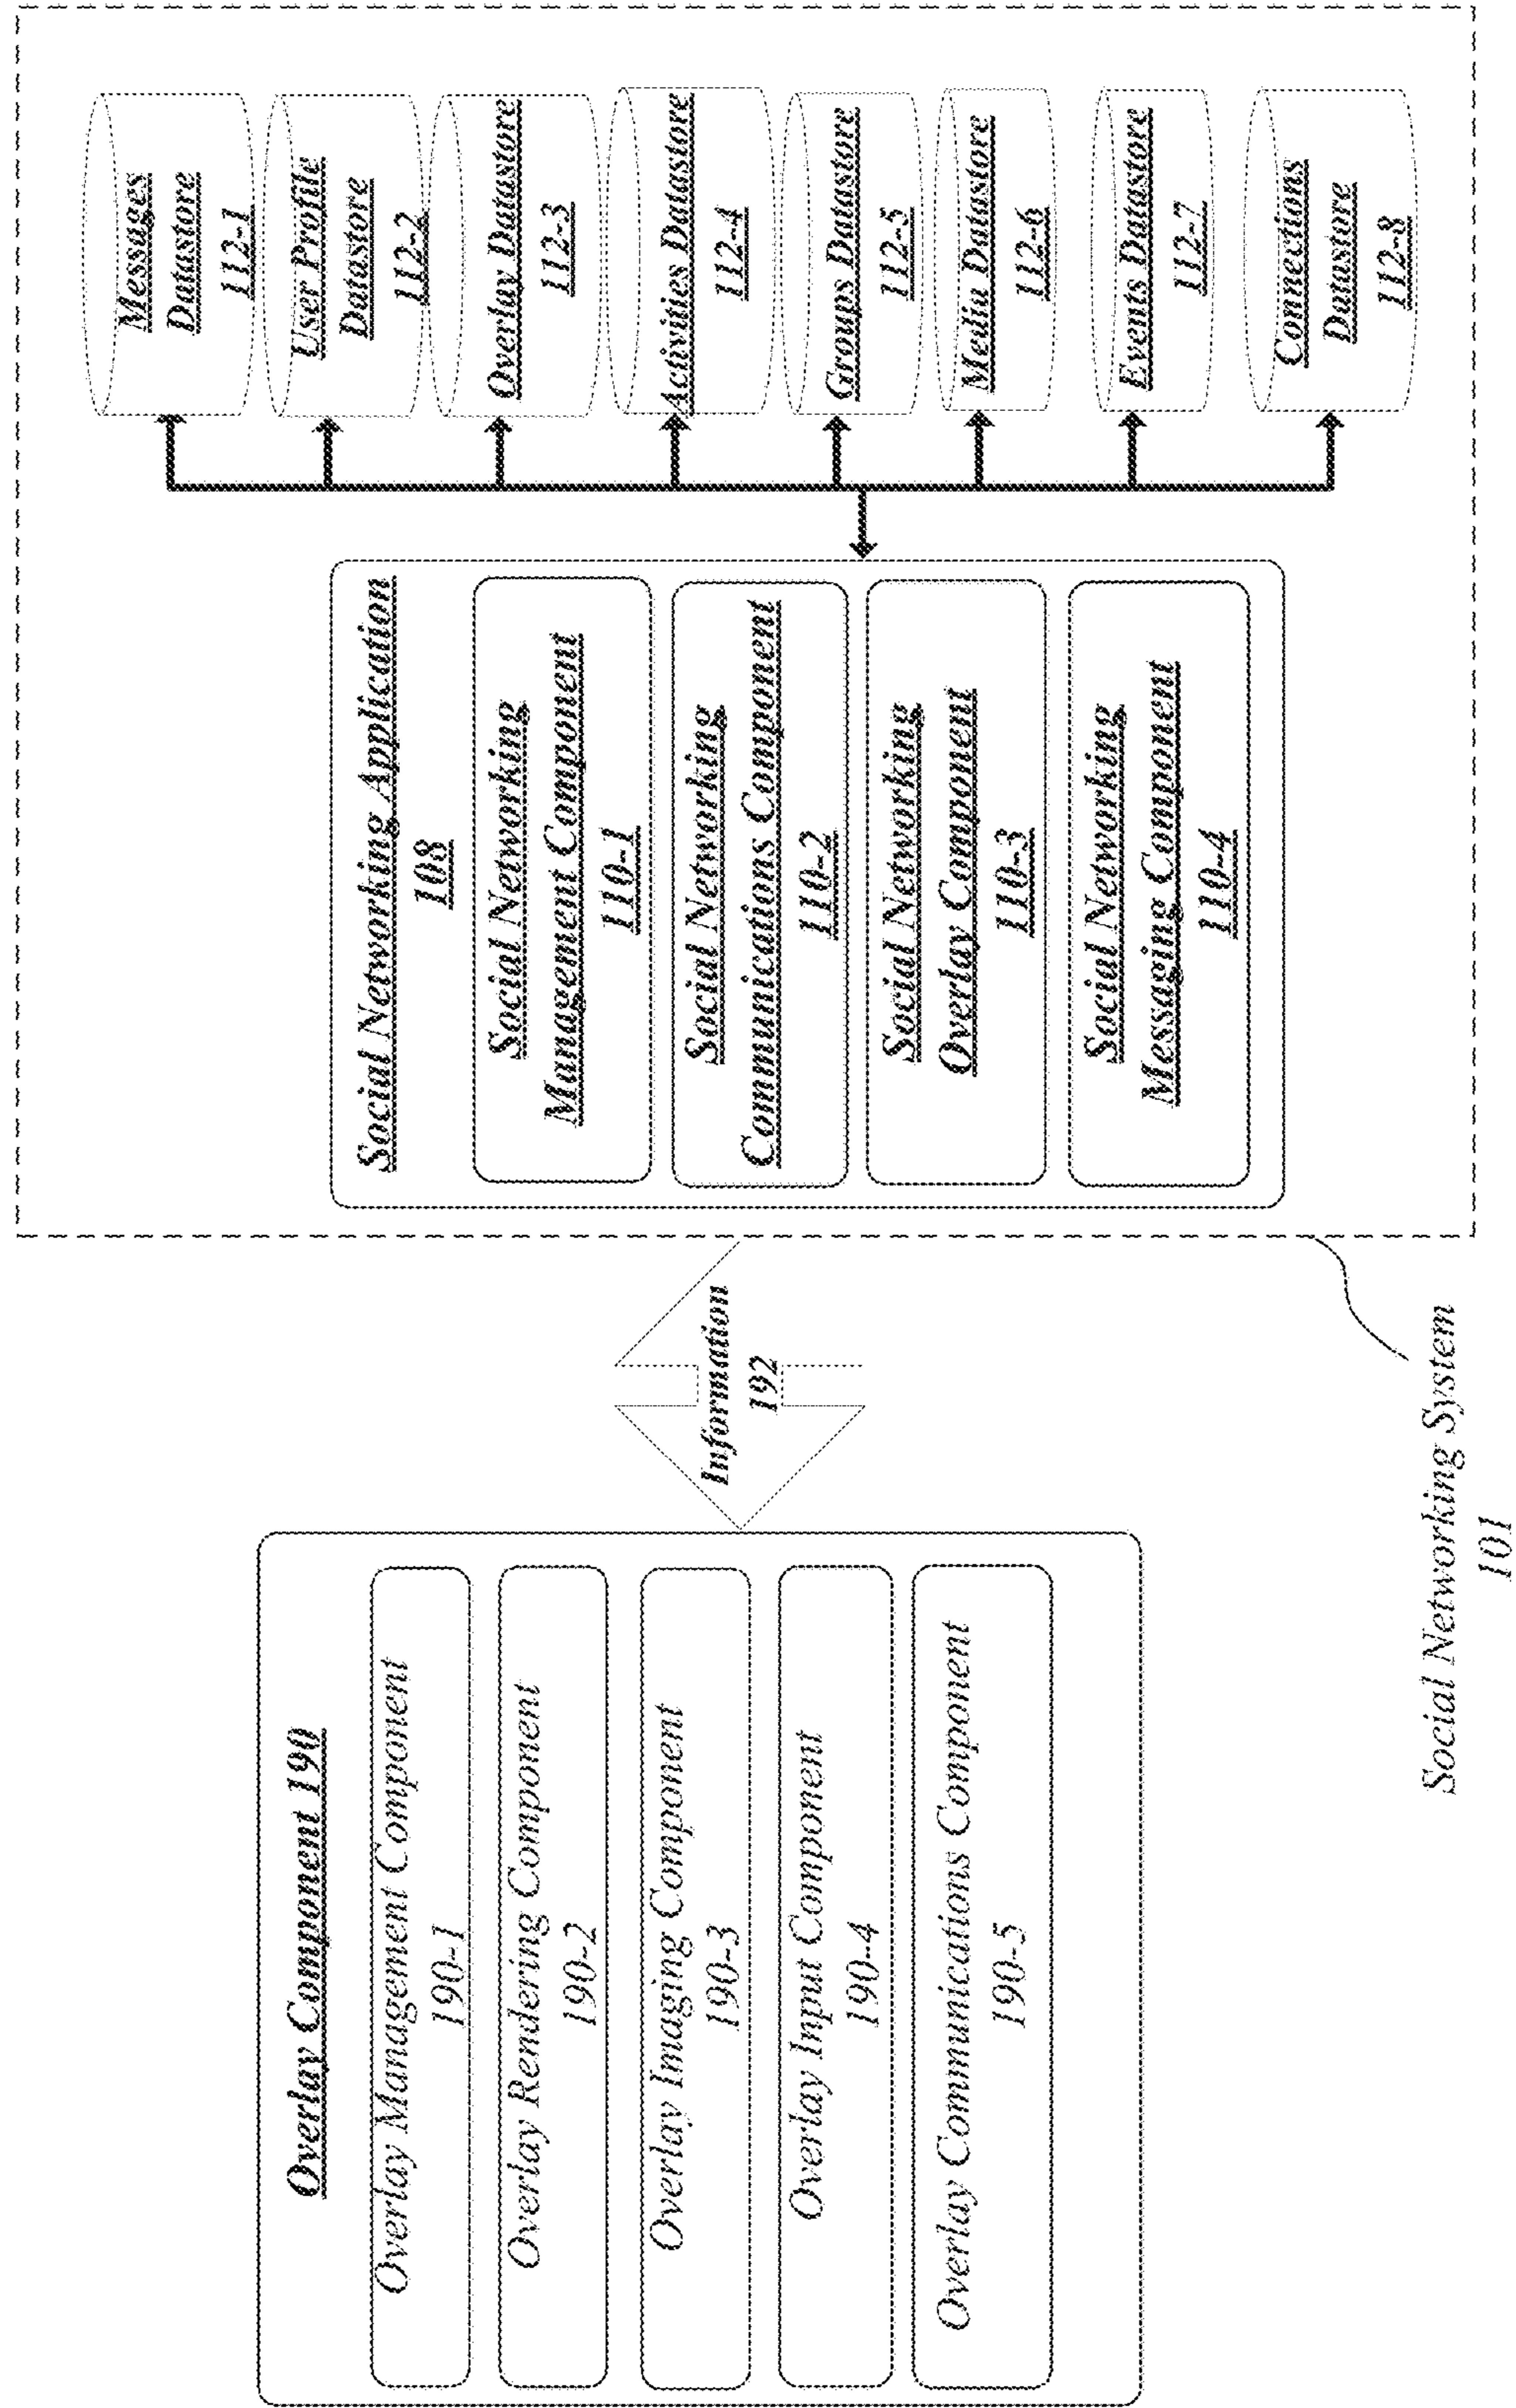 Overlay Component 190
Overlay Management Component
190-1
Overlay Rendering Component
190-2
Overlay Imaging Component
190-3
Overlay Input Component
190-4
Overlay Communications Component
190-5
Information
192
Social Networking System
101
Social Networking Application
108
Social Networking
Management Component
110-1
Social Networking
Communications Component
110-2
Social Networking
Overlay Component
110-3
Social Networking
Messaging Component
110-4
Messages
Datastore
112-1
User Profile
Datastore
112-2
Overlay Datastore
112-3
Activities Datastore
112-4
Groups Datastore
112-5
Media Datastore
112-6
Events Datastore
112-7
Connections
Datastore
112-8